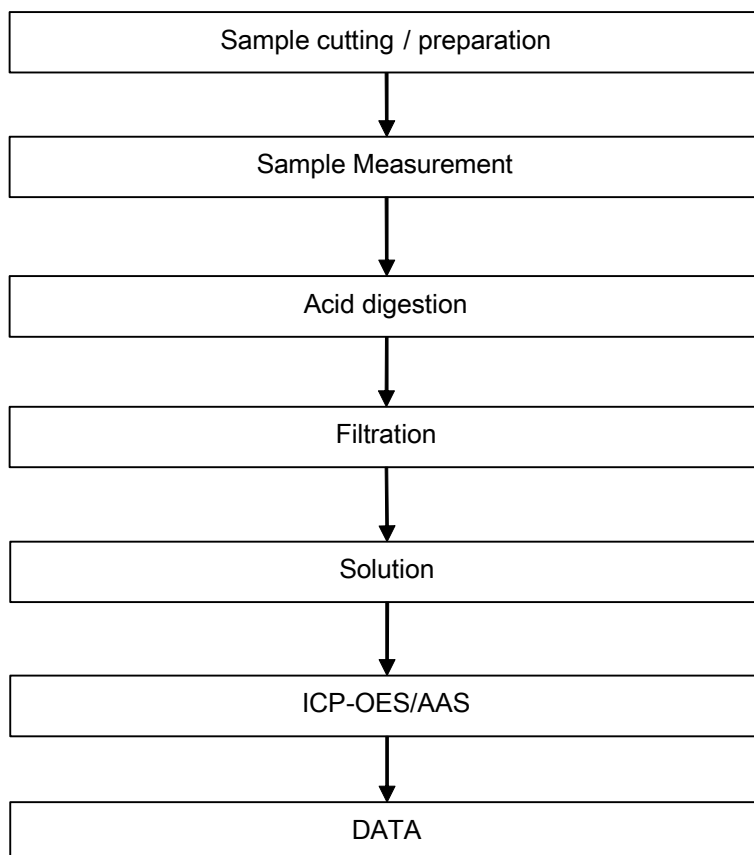 Sample cutting / preparation
Sample Measurement
Acid digestion
Filtration
Solution
ICP-OES/AAS
DATA